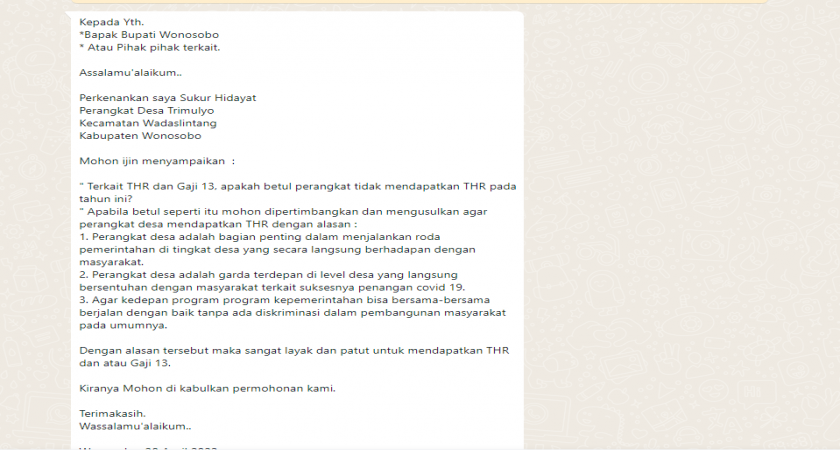 Kepada Yth.
*Bapak Bupati Wonosobo
* Atau Pihak pihak terkait.
Assalamu'alaikum..
Perkenankan saya Sukur Hidayat
Perangkat Desa Trimulyo
Kecamatan Wadaslintang
Kabupaten Wonosobo
Mohon ijin menyampaikan  :
" Terkait THR dan Gaji 13. apakah betul perangkat tidak mendapatkan THR pada
tahun ini?
" Apabila betul seperti itu mohon dipertimbangkan dan mengusulkan agar
perangkat desa mendapatkan THR dengan alasan :
1. Perangkat desa adalah bagian penting dalam menjalankan roda
pemerintahan di tingkat desa yang secara langsung berhadapan dengan
masyarakat.
2. Perangkat desa adalah garda terdepan di level desa yang langsung
bersentuhan dengan masyarakat terkait suksesnya penangan covid 19.
3. Agar kedepan program program kepemerintahan bisa bersama-bersama
berjalan dengan baik tanpa ada diskriminasi dalam pembangunan masyarakat
pada umumnya.
Dengan alasan tersebut maka sangat layak dan patut untuk mendapatkan THR
dan atau Gaji 13.
Kiranya Mohon di kabulkan permohonan kami.
Terimakasih.
Wassalamu'alaikum..